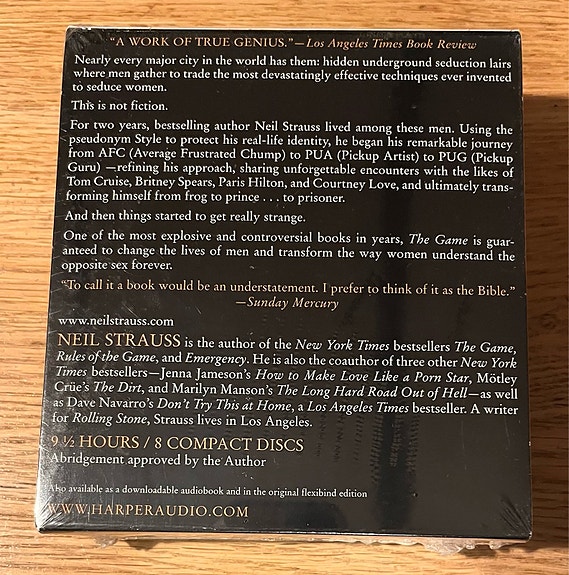 "A WORK OF TRUE GENIUS."—Los Angeles Times Book Review
Nearly every major city in the world has them: hidden underground seduction lairs
where men gather to trade the most devastatingly effective techniques ever invented
to seduce women.
This is not fiction.
For two years, bestselling author Neil Strauss lived among these men. Using the
pseudonym Style to protect his real-life identity, he began his remarkable journey
from AFC (Average Frustrated Chump) to PUA (Pickup Artist) to PUG (Pickup
Guru) —refining his approach, sharing unforgettable encounters with the likes of
Tom Cruise, Britney Spears, Paris Hilton, and Courtney Love, and ultimately trans-
forming himself from frog to prince . . . to prisoner.
And then things started to get really strange.
One of the most explosive and controversial books in years, The Game is guar-
anteed to change the lives of men and transform the way women understand the
opposite sex forever.
"To call it a book would be an understatement. I prefer to think of it as the Bible."
—Sunday Mercury
www.neilstrauss.com
NEIL STRAUSS is the author of the New York Times bestsellers The Game,
Rules of the Game, and Emergency. He is also the coauthor of three other New York
Times bestsellers—Jenna Jameson's How to Make Love Like a Porn Star, Mötley
Crüe's The Dirt, and Marilyn Manson's The Long Hard Road Out of Hell—as well
as Dave Navarro's Don't Try This at Home, a Los Angeles Times bestseller. A writer
for Rolling Stone, Strauss lives in Los Angeles.
9 ½ HOURS / 8 COMPACT DISCS
Abridgement approved by the Author
Also available as a downloadable audiobook and in the original flexibind edition
WWW.HARPERAUDIO.COM